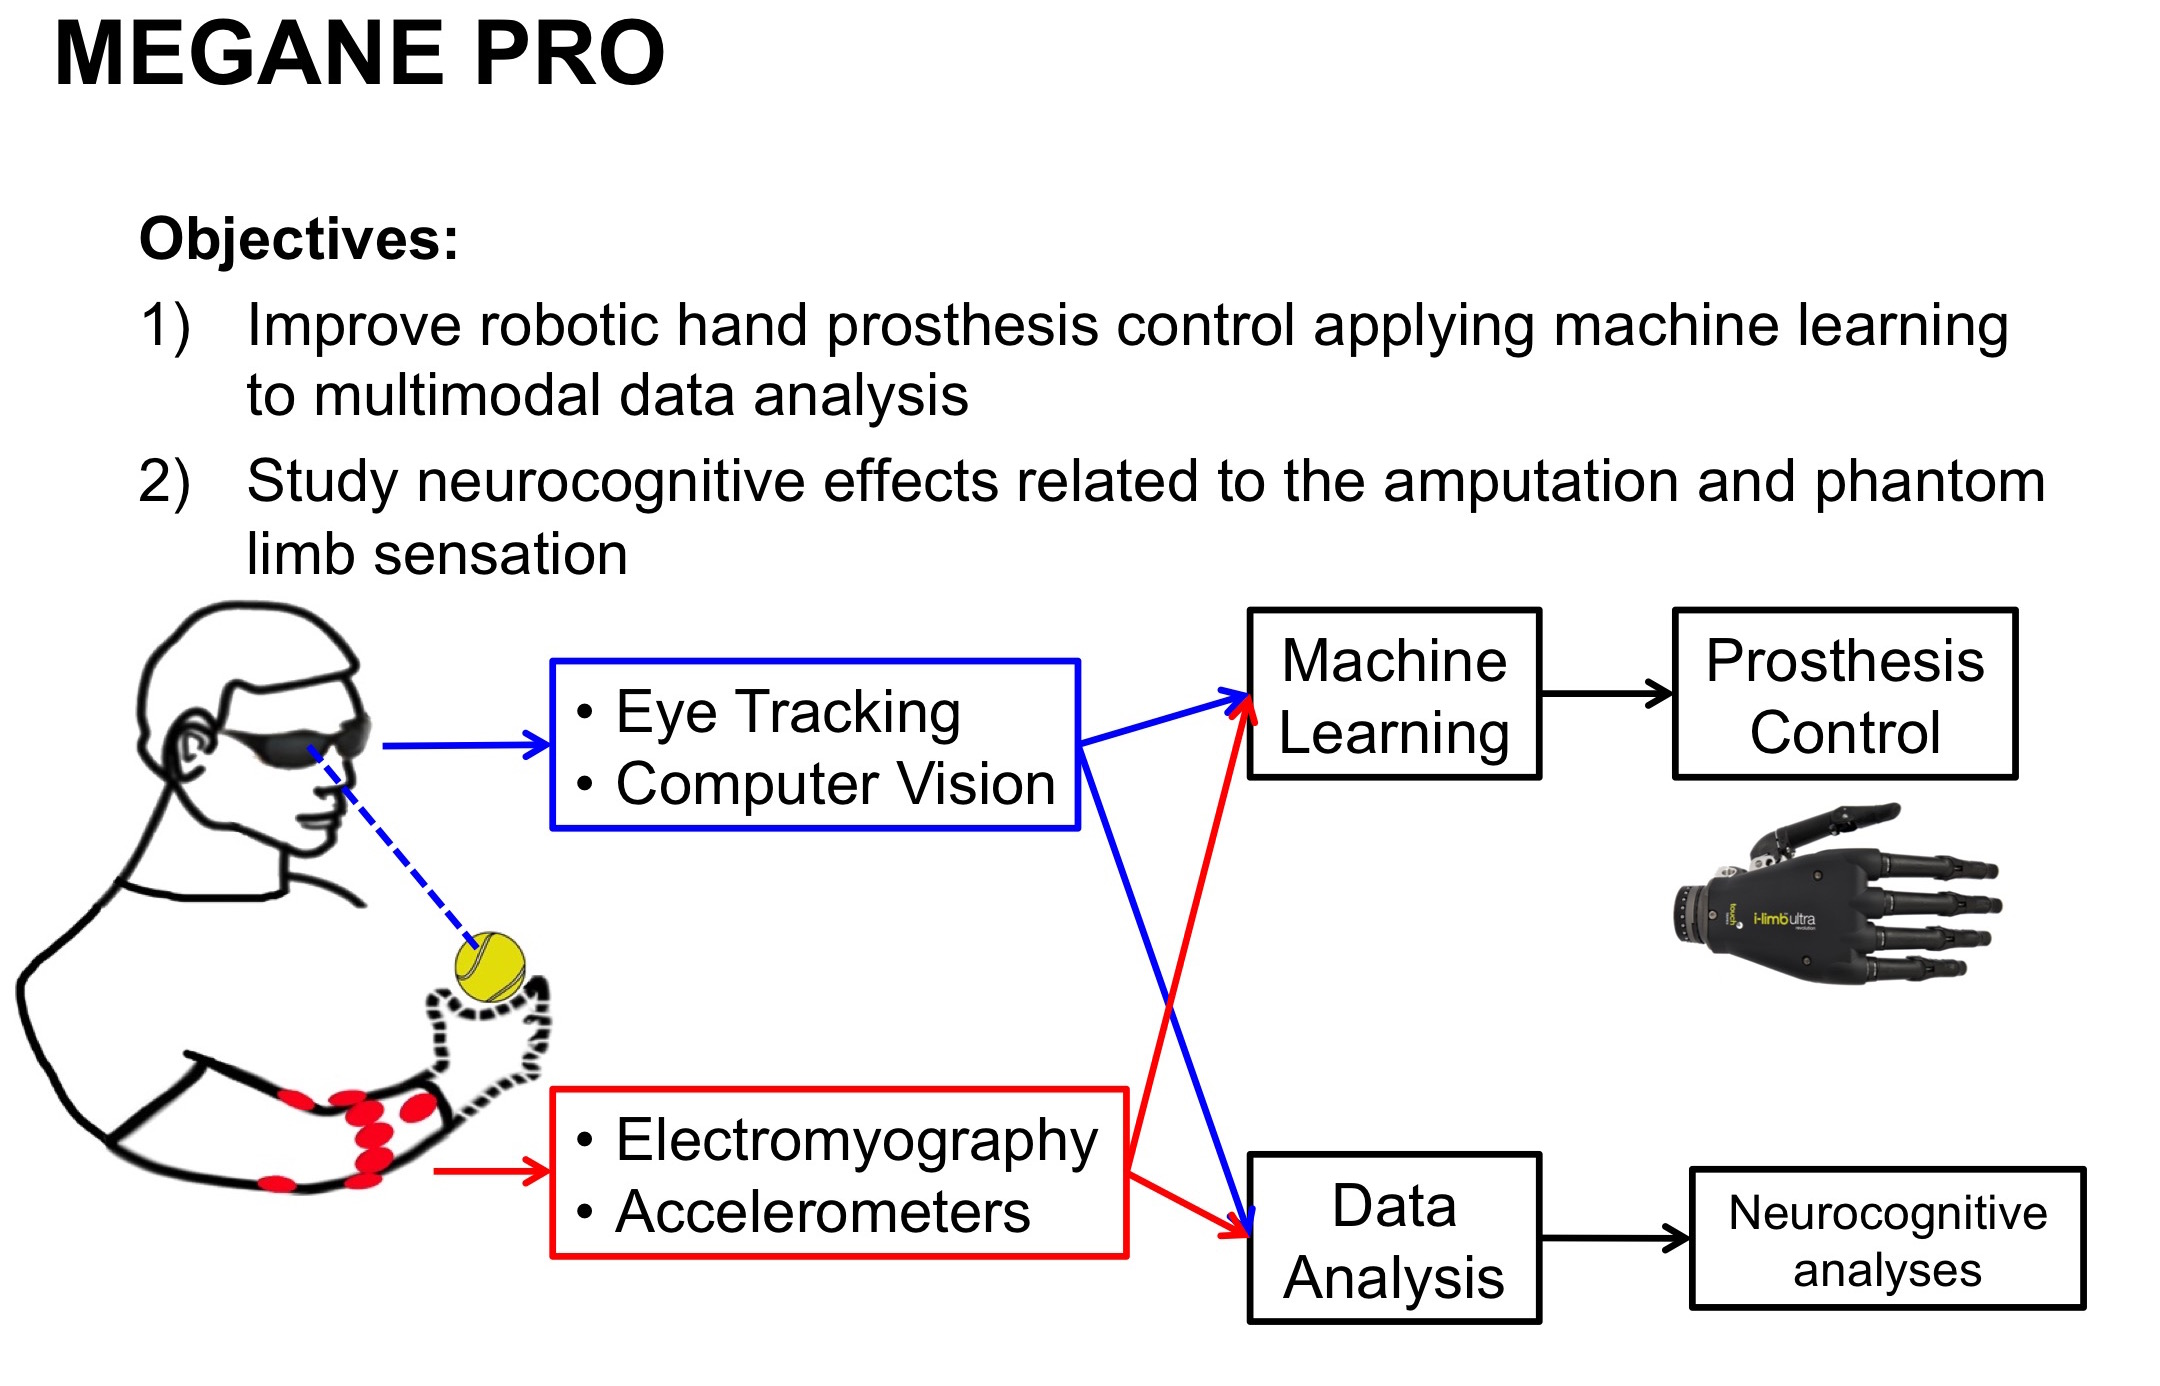 MEGANE PRO
Objectives:
1) Improve robotic hand prosthesis control applying machine learning
to multimodal data analysis
2) Study neurocognitive effects related to the amputation and phantom
limb sensation
• Eye Tracking
• Computer Vision
Machine
Learning
Prosthesis
Control
touch
i-limb ultra
revolution
• Electromyography
• Accelerometers
Data
Analysis
Neurocognitive
analyses